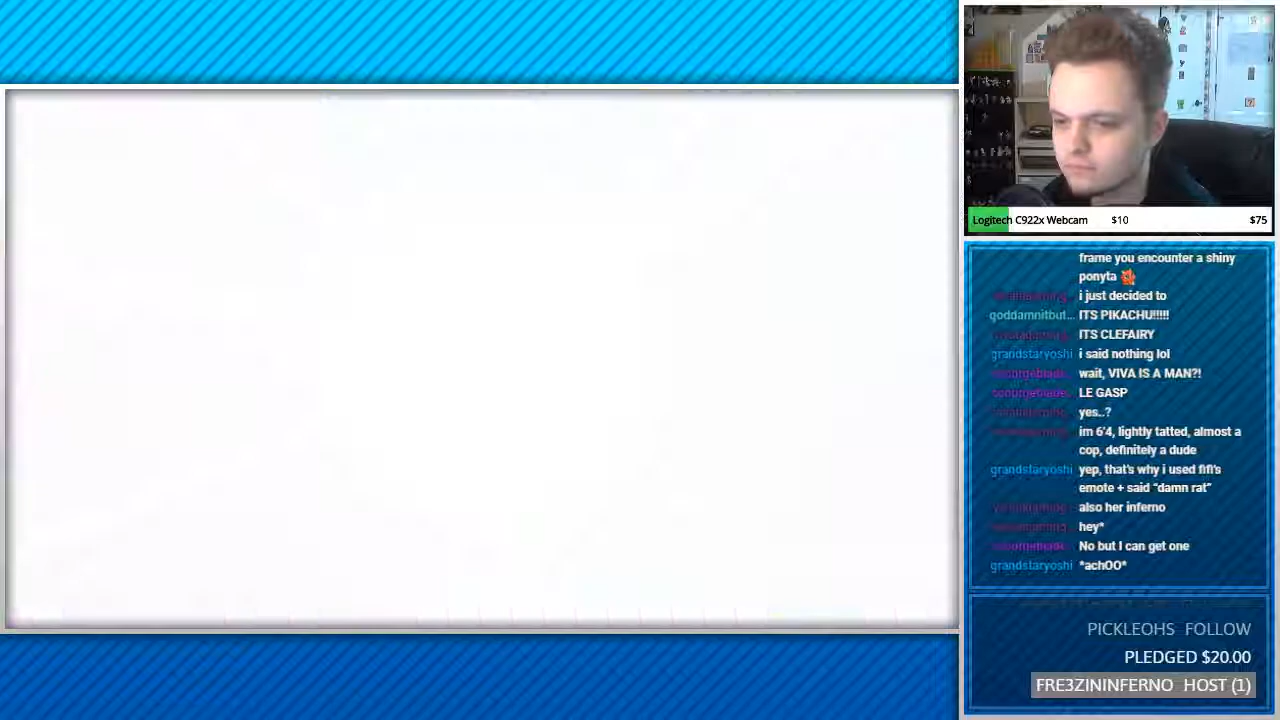 Logitech C922x Webcam $10 $75
frame you encounter a shiny
ponyta
i just decided to
goddamnitbut... ITS PIKACHU!!!!!
ITS CLEFAIRY
grandstaryoshi i said nothing lol
wait, VIVA IS A MAN?!
LE GASP
yes..?
im 6'4, lightly tatted, almost a
cop, definitely a dude
grandstaryoshi yep, that's why i used fifi's
emote + said “damn rat”
also her inferno
hey*
No but I can get one
grandstaryoshi *achOO*
PICKLEOHS FOLLOW
PLEDGED $20.00
FRE3ZININFERNO HOST (1)